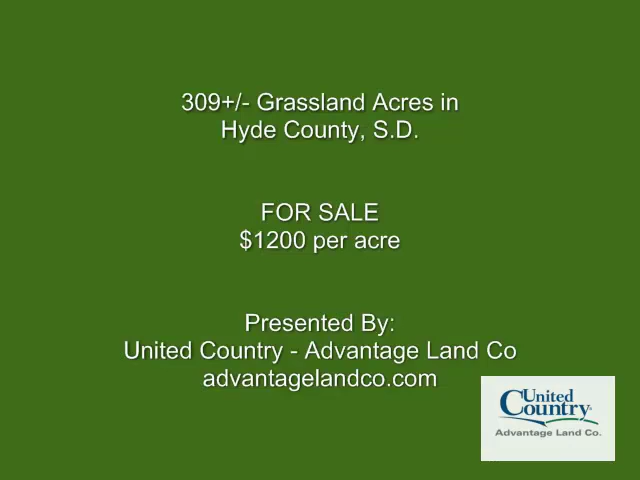 309+/- Grassland Acres in
Hyde County, S.D.
FOR SALE
$1200 per acre
Presented By:
United Country - Advantage Land Co
advantagelandco.com
United
Country®
Advantage Land Co.